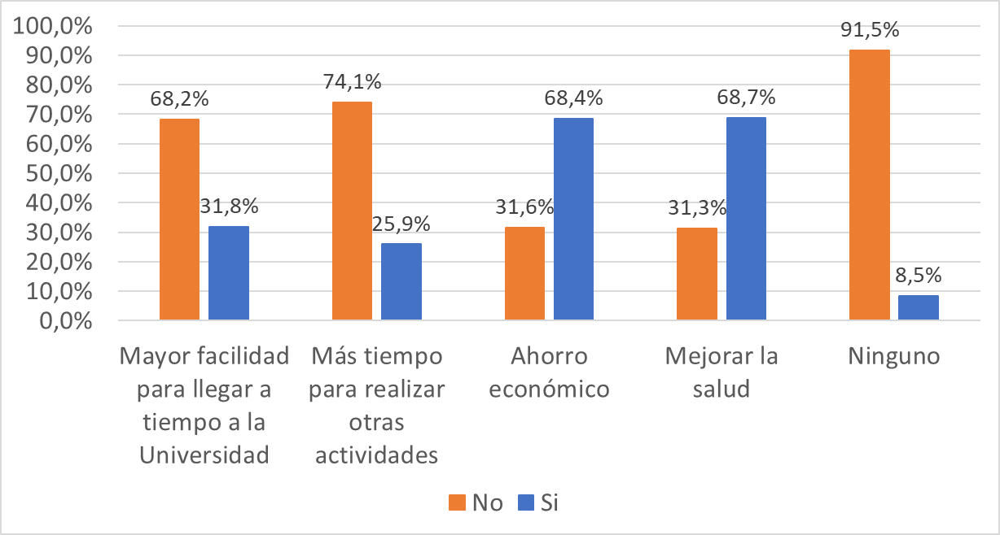 100,0%
90,0%
80,0%
70,0%
60,0%
50,0%
40,0%
30,0%
20,0%
10,0%
0,0%
68,2%
31,8%
74,1%
25,9%
31,6%
68,4%
31,3%
68,7%
91,5%
8,5%
Mayor facilidad
para llegar a
tiempo a la
Universidad
Más tiempo
para realizar
otras
actividades
Ahorro
económico
Mejorar la
salud
Ninguno
No
Si